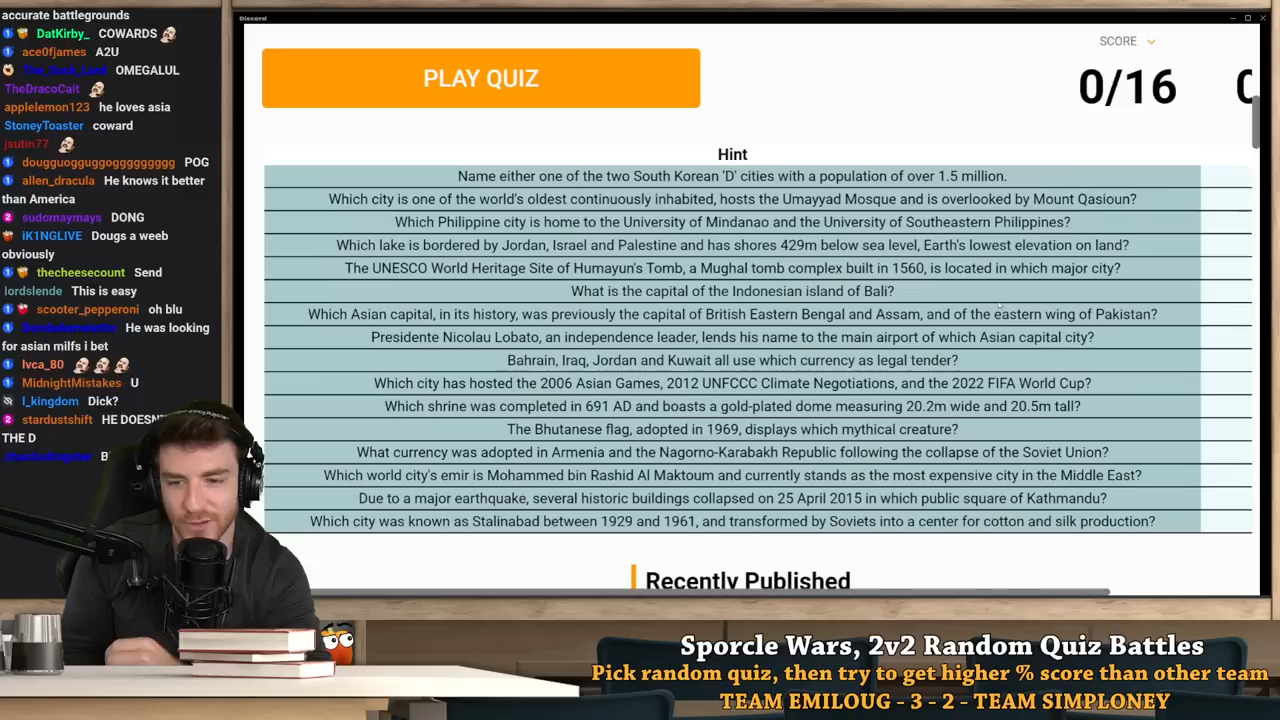 accurate battlegrounds
DatKirby_ COWARDS
ace0fjames A2U
OMEGALUL
TheDracoCait
applelemon123 he loves asia
StoneyToaster coward
jsutin77
dougguogguggoggggggggg POG
allen_dracula He knows it better
than America
sudomaymays DONG
iK1NGLIVE Dougs a weeb
obviously
thecheesecount Send
lordslende This is easy
scooter_pepperoni oh blu
He was looking
for asian milfs i bet
lvca_80
MidnightMistakes U
l_kingdom Dick?
stardustshift HE DOESN
THE D
Discord
PLAY QUIZ
SCORE
0/16
Hint
Name either one of the two South Korean 'D' cities with a population of over 1.5 million.
Which city is one of the world's oldest continuously inhabited, hosts the Umayyad Mosque and is overlooked by Mount Qasioun?
Which Philippine city is home to the University of Mindanao and the University of Southeastern Philippines?
Which lake is bordered by Jordan, Israel and Palestine and has shores 429m below sea level, Earth's lowest elevation on land?
The UNESCO World Heritage Site of Humayun's Tomb, a Mughal tomb complex built in 1560, is located in which major city?
What is the capital of the Indonesian island of Bali?
Which Asian capital, in its history, was previously the capital of British Eastern Bengal and Assam, and of the eastern wing of Pakistan?
Presidente Nicolau Lobato, an independence leader, lends his name to the main airport of which Asian capital city?
Bahrain, Iraq, Jordan and Kuwait all use which currency as legal tender?
Which city has hosted the 2006 Asian Games, 2012 UNFCCC Climate Negotiations, and the 2022 FIFA World Cup?
Which shrine was completed in 691 AD and boasts a gold-plated dome measuring 20.2m wide and 20.5m tall?
The Bhutanese flag, adopted in 1969, displays which mythical creature?
What currency was adopted in Armenia and the Nagorno-Karabakh Republic following the collapse of the Soviet Union?
Which world city's emir is Mohammed bin Rashid Al Maktoum and currently stands as the most expensive city in the Middle East?
Due to a major earthquake, several historic buildings collapsed on 25 April 2015 in which public square of Kathmandu?
Which city was known as Stalinabad between 1929 and 1961, and transformed by Soviets into a center for cotton and silk production?
Recently Published
Sporcle Wars, 2v2 Random Quiz Battles
Pick random quiz, then try to get higher % score than other team
TEAM EMILOUG - 3 - 2 - TEAM SIMPLONEY